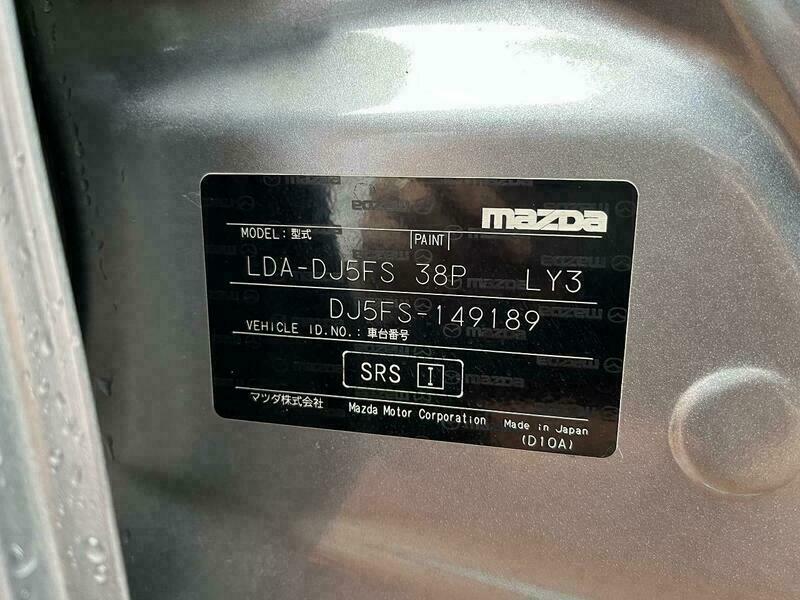 mazda
MODEL:型式 PAINT
LDA-DJ5FS 38P LY3
DJ5FS-149189
VEHICLE ID.NO.:車台番号
SRS I
マツダ株式会社 Mazda Motor Corporation Made in Japan
(D10A)